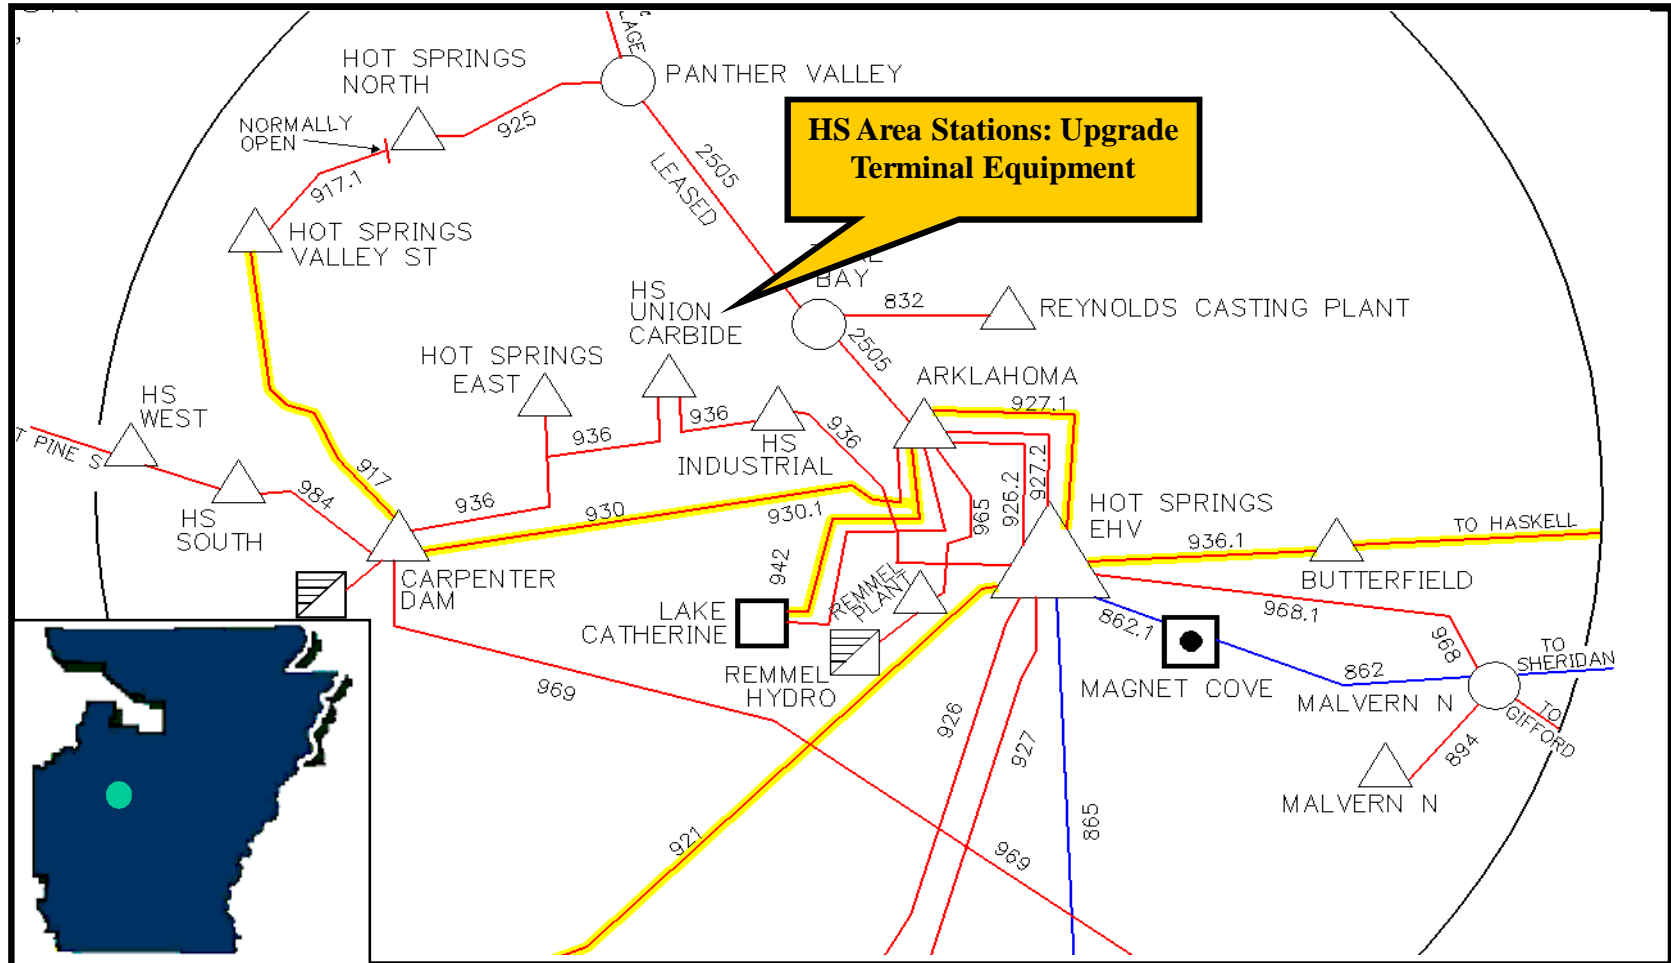 HOT SPRINGS
NORTH
PANTHER VALLEY
NORMALLY
OPEN
925
917.1
2505
LEASED
HS Area Stations: Upgrade
Terminal Equipment
HOT SPRINGS
VALLEY ST
BAY
832
REYNOLDS CASTING PLANT
HS
UNION
CARBIDE
2505
HOT SPRINGS
EAST
ARKLAHOMA
927.1
HS
WEST
936
936
936
HS
INDUSTRIAL
T PINE S
917
984
936
930
930.1
965
926.2
927.2
HOT SPRINGS
EHV
TO HASKELL
936.1
HS
SOUTH
BUTTERFIELD
CARPENTER
DAM
942
REMMEL
PLANT
LAKE
CATHERINE
862.1
968.1
968
TO
SHERIDAN
REMMEL
HYDRO
MAGNET COVE
862
MALVERN N
TO
GIFFORD
969
926
927
894
MALVERN N
865
921
969